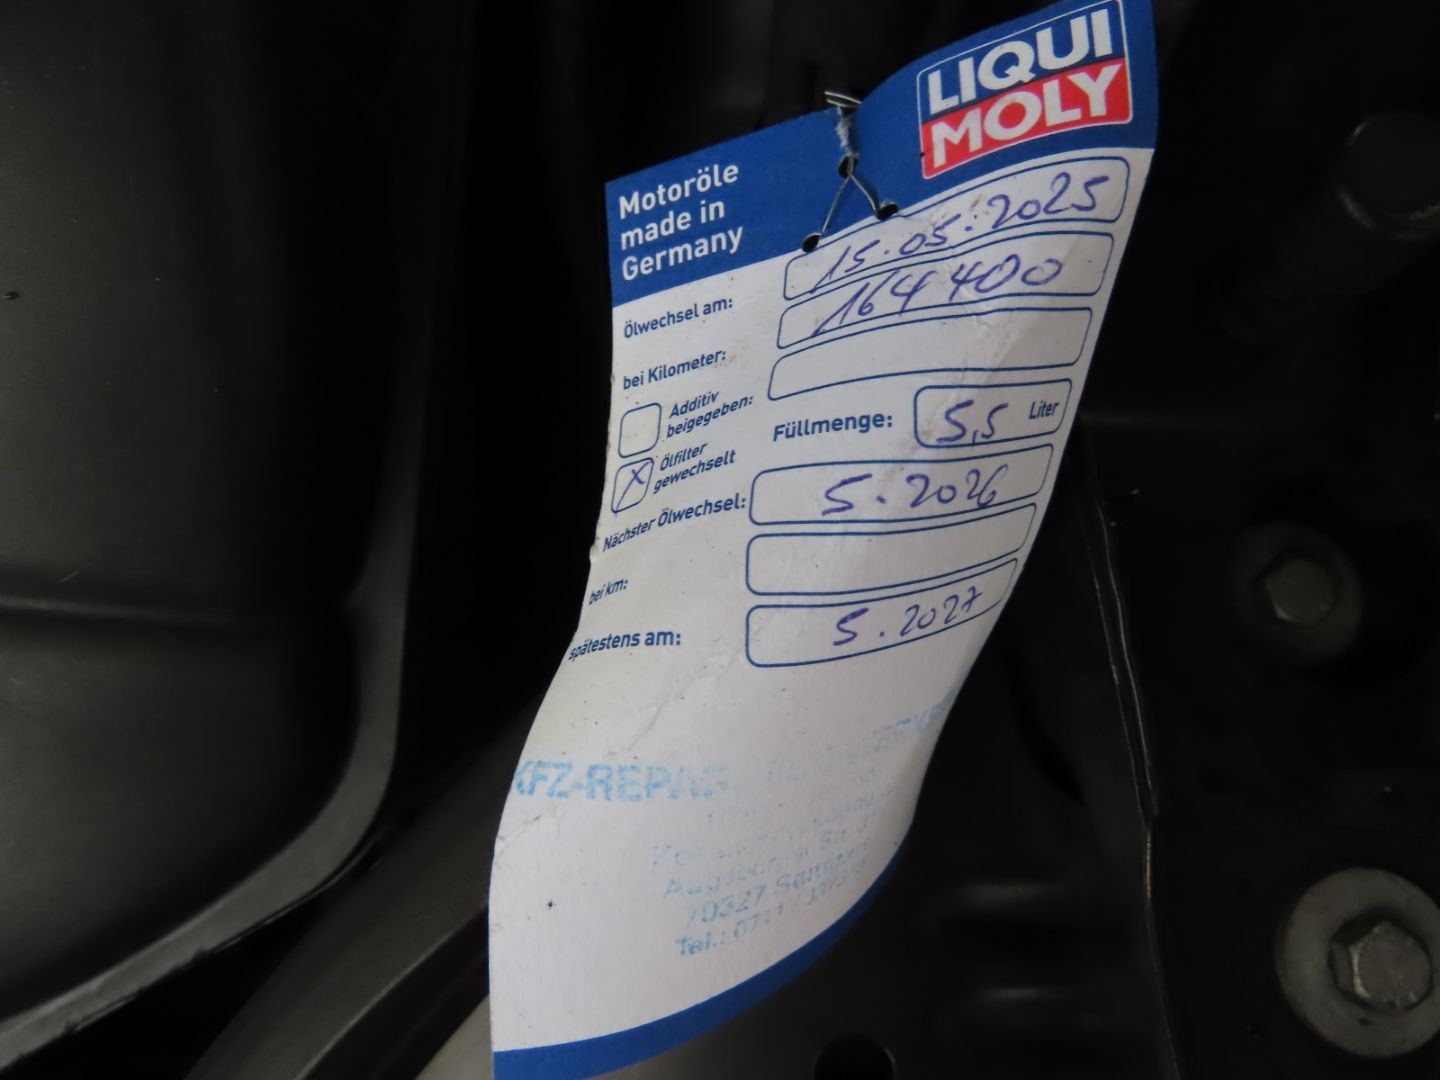 LIQUI
MOLY
Motoröle
made in
Germany
Ölwechsel am: 15.05.2025
bei Kilometer: 164400
Additiv
beigegeben:
Füllmenge: 5,5 Liter
Ölfilter
gewechselt
X
Nächster Ölwechsel: 5.2026
bei km:
spätestens am: 5.2027
KFZ-REPAR
70327
Tel.: